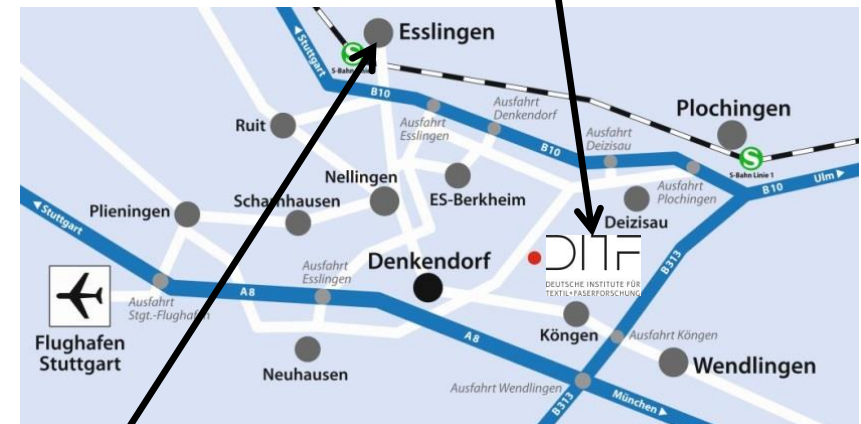 Esslingen
Stuttgart
S
B10
Ausfahrt
Esslingen
Ausfahrt
Denkendorf
Plochingen
Ruit
B10
Ausfahrt
Deizisau
S
S-Bahn Linie 1
Nellingen
ES-Berkheim
Ausfahrt
Plochingen
B10
Ulm
Stuttgart
Plieningen
Scharnhausen
Deizisau
DITF
DEUTSCHE INSTITUTE FÜR
TEXTIL+FASERFORSCHUNG
B313
Ausfahrt
Esslingen
Denkendorf
Ausfahrt
Stgt.-Flughafen
A8
Flughafen
Stuttgart
Neuhausen
A8
Köngen
Ausfahrt Köngen
Wendlingen
Ausfahrt Wendlingen
B313
München